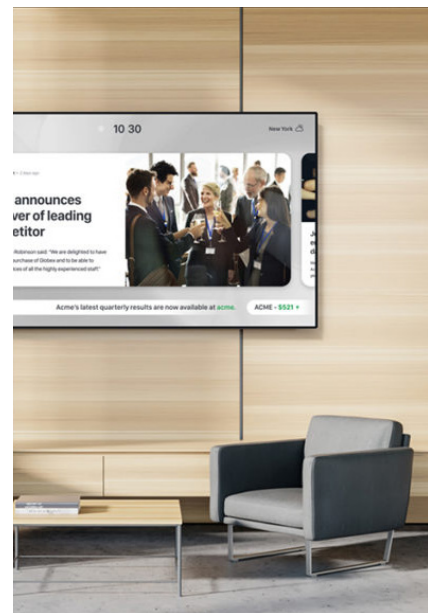 10 30
New York
announces
ver of leading
etitor
Robinson said: "We are delighted to have
urchase of Globex and to be able to
ces of all the highly experienced staff."
Acme's latest quarterly results are now available at acme.
ACME • $521